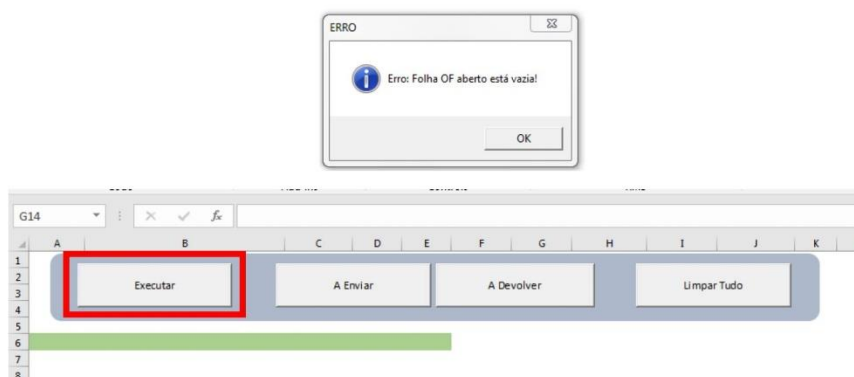 ERRO
Erro: Folha OF aberto está vazia!
OK
G14 fx
A B C D E F G H I J K
1
2
3
4
5
6
7
8
Executar A Enviar A Devolver Limpar Tudo